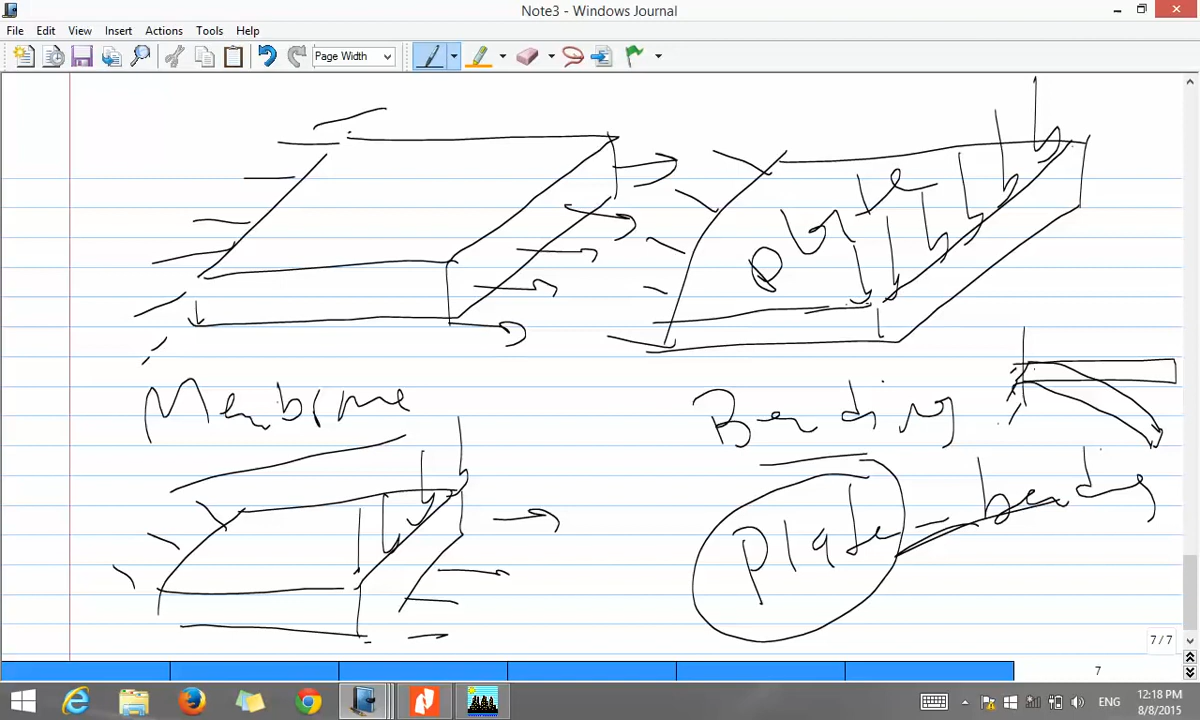 Note3 - Windows Journal
File Edit View Insert Actions Tools Help
Page Width
Plate
Membrane
Bending
Plate - bending
7 / 7
7
ENG
12:18 PM
8/8/2015